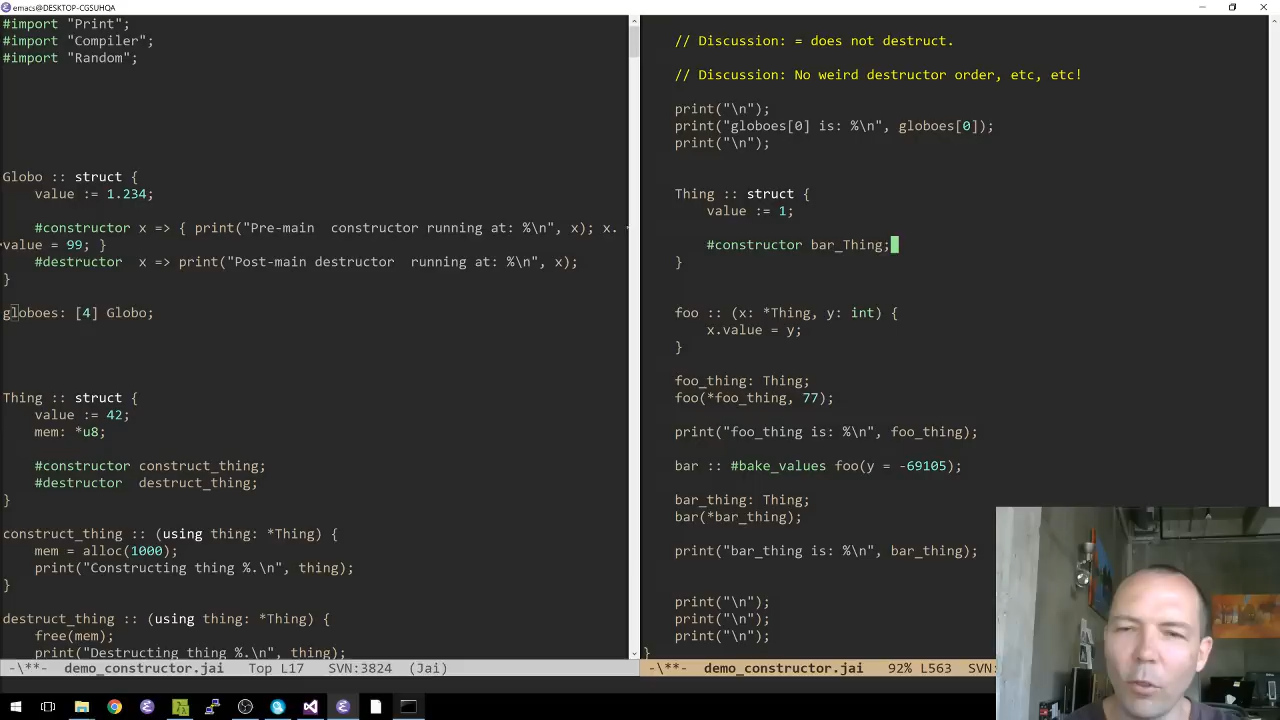 emacs@DESKTOP-CGSUHQA
#import "Print";
#import "Compiler";
#import "Random";
Globo :: struct {
    value := 1.234;
    #constructor x => { print("Pre-main  constructor running at: %\n", x); x.
value = 99; }
    #destructor  x => print("Post-main destructor  running at: %\n", x);
}
globoes: [4] Globo;
Thing :: struct {
    value := 42;
    mem: *u8;
    #constructor construct_thing;
    #destructor  destruct_thing;
}
construct_thing :: (using thing: *Thing) {
    mem = alloc(1000);
    print("Constructing thing %.\n", thing);
}
destruct_thing :: (using thing: *Thing) {
    free(mem);
    print("Destructing thing %.\n", thing);
-\**-  demo_constructor.jai   Top L17   SVN:3824  (Jai)
// Discussion: = does not destruct.
// Discussion: No weird destructor order, etc, etc!
print("\n");
print("globoes[0] is: %\n", globoes[0]);
print("\n");
Thing :: struct {
    value := 1;
    #constructor bar_Thing;
}
foo :: (x: *Thing, y: int) {
    x.value = y;
}
foo_thing: Thing;
foo(*foo_thing, 77);
print("foo_thing is: %\n", foo_thing);
bar :: #bake_values foo(y = -69105);
bar_thing: Thing;
bar(*bar_thing);
print("bar_thing is: %\n", bar_thing);
print("\n");
print("\n");
print("\n");
}
-\**-  demo_constructor.jai   92% L563   SVN: